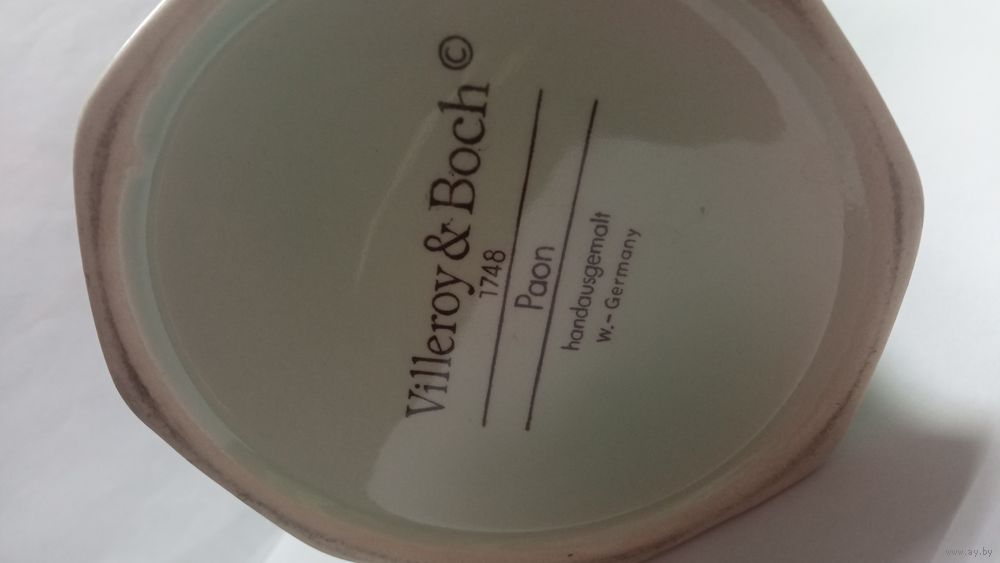 Villeroy & Boch ©
1748
Paon
handausgemalt
W.-Germany
www.ay.by